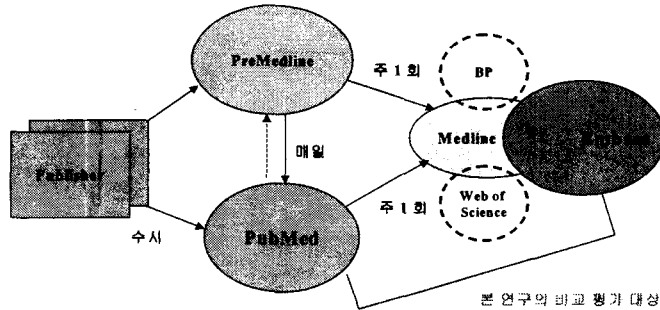 PreMedline
주 1 회
BP
Publisher
매일
Medline
Embase
수시
PubMed
주 1 회
Web of
Science
본 연구의 비교 평가 대상